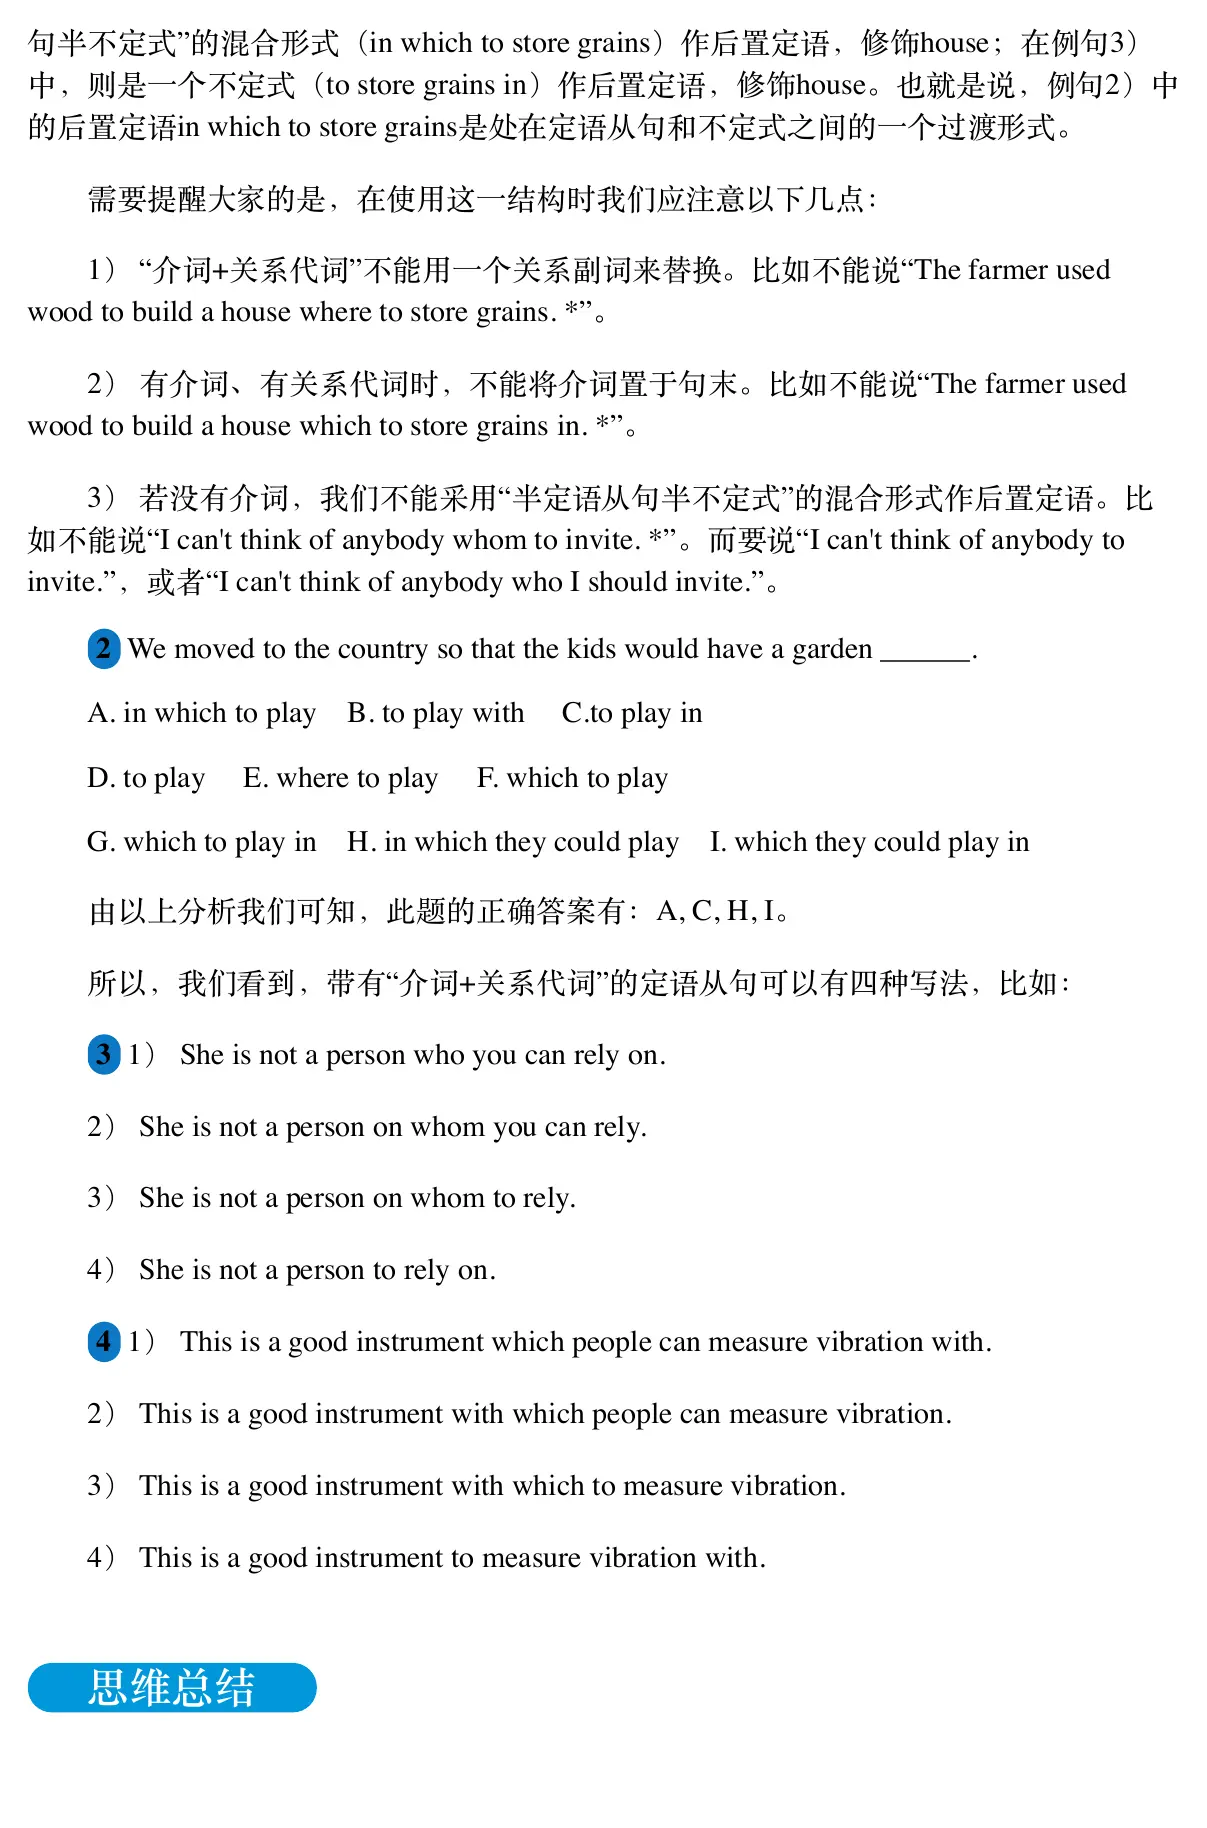 句半不定式”的混合形式（in which to store grains）作后置定语，修饰house；在例句3）
中，则是一个不定式（to store grains in）作后置定语，修饰house。也就是说，例句2）中
的后置定语in which to store grains是处在定语从句和不定式之间的一个过渡形式。
需要提醒大家的是，在使用这一结构时我们应注意以下几点：
1） “介词+关系代词”不能用一个关系副词来替换。比如不能说“The farmer used
wood to build a house where to store grains. *”。
2） 有介词、有关系代词时，不能将介词置于句末。比如不能说“The farmer used
wood to build a house which to store grains in. *”。
3） 若没有介词，我们不能采用“半定语从句半不定式”的混合形式作后置定语。比
如不能说“I can't think of anybody whom to invite. *”。而要说“I can't think of anybody to
invite.”，或者“I can't think of anybody who I should invite.”。
2 We moved to the country so that the kids would have a garden ______.
A. in which to play B. to play with C.to play in
D. to play E. where to play F. which to play
G. which to play in H. in which they could play I. which they could play in
由以上分析我们可知，此题的正确答案有：A, C, H, I。
所以，我们看到，带有“介词+关系代词”的定语从句可以有四种写法，比如：
3 1） She is not a person who you can rely on.
2） She is not a person on whom you can rely.
3） She is not a person on whom to rely.
4） She is not a person to rely on.
4 1） This is a good instrument which people can measure vibration with.
2） This is a good instrument with which people can measure vibration.
3） This is a good instrument with which to measure vibration.
4） This is a good instrument to measure vibration with.
思维总结